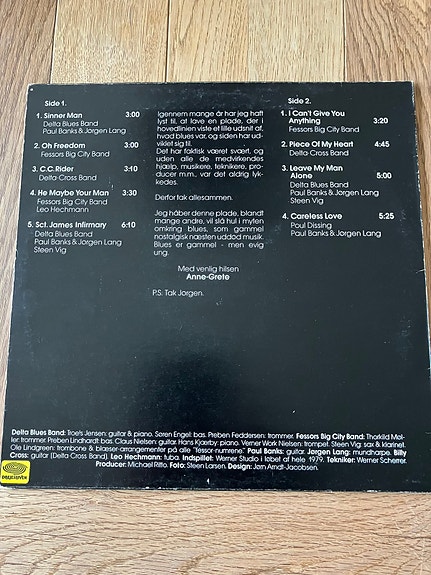 Side 1.
1. Sinner Man 3:00
Delta Blues Band
Paul Banks & Jørgen Lang
2. Oh Freedom 3:00
Fessors Big City Band
3. C.C. Rider 3:10
Delta-Cross Band
4. He Maybe Your Man 3:30
Fessors Big City Band
Leo Hechmann
5. Sct. James Infirmary 6:10
Delta Blues Band
Paul Banks & Jørgen Lang
Steen Vig
Igennem mange år har jeg haft
lyst til, at lave en plade, der i
hovedlinien viste et lille udsnit af,
hvad blues var, og siden har ud-
viklet sig til.
Det har faktisk været svært, og
uden alle de medvirkendes
hjælp, musikere, teknikere, pro-
ducer m.m., var det aldrig lyk-
kedes.
Derfor tak allesammen.
Jeg håber denne plade, blandt
mange andre, vil slå hul i myten
omkring blues, som gammel
nostalgisk næsten uddød musik.
Blues er gammel - men evig
ung.
Med venlig hilsen
Anne-Grete
P.S. Tak Jørgen.
Side 2.
1. I Can't Give You
Anything 3:20
Fessors Big City Band
2. Piece Of My Heart 4:45
Delta Cross Band
3. Leave My Man
Alone 5:00
Delta Blues Band
Paul Banks & Jørgen Lang
Steen Vig
4. Careless Love 5:25
Poul Dissing
Paul Banks & Jørgen Lang
Delta Blues Band: Troels Jensen: guitar & piano. Søren Engel: bas. Preben Feddersen: trommer. Fessors Big City Band: Thorkild Møl-
ler: trommer. Preben Lindhardt: bas. Claus Nielsen: guitar. Hans Kjærby: piano. Verner Work Nielsen: trompet. Steen Vig: sax & klarinet.
Ole Lindgreen: trombone & blæser-arrangementer på alle "fessor-numrene." Paul Banks: guitar. Jørgen Lang: mundharpe. Billy
Cross: guitar (Delta Cross Band). Leo Hechmann: tuba. Indspillet: Werner Studio i løbet af hele 1979. Tekniker: Werner Scherrer.
Producer: Michael Ritto. Foto: Steen Larsen. Design: Jørn Arndt-Jacobsen.